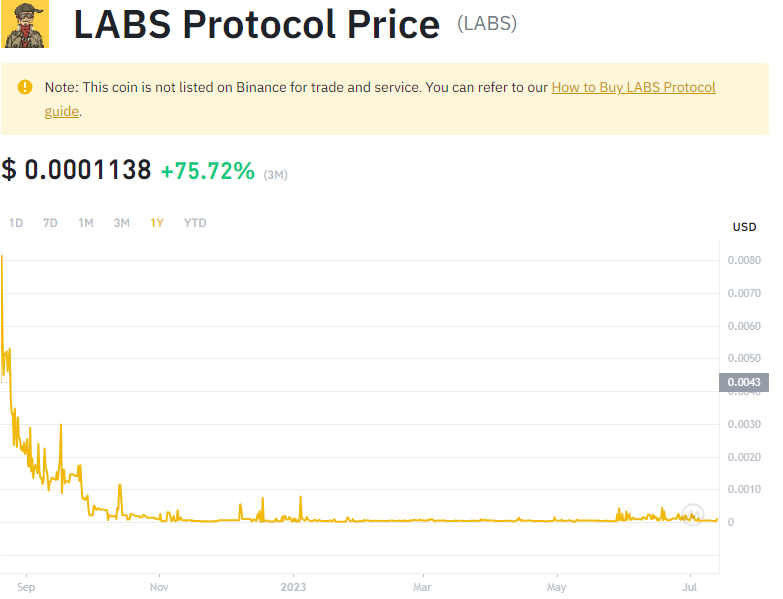 LABS Protocol Price (LABS)
Note: This coin is not listed on Binance for trade and service. You can refer to our How to Buy LABS Protocol
guide.
$ 0.0001138 +75.72% (3M)
1D 7D 1M 3M 1Y YTD
USD
0.0080
0.0070
0.0060
0.0050
0.0043
0.0040
0.0030
0.0020
0.0010
0
Sep Nov 2023 Mar May Jul